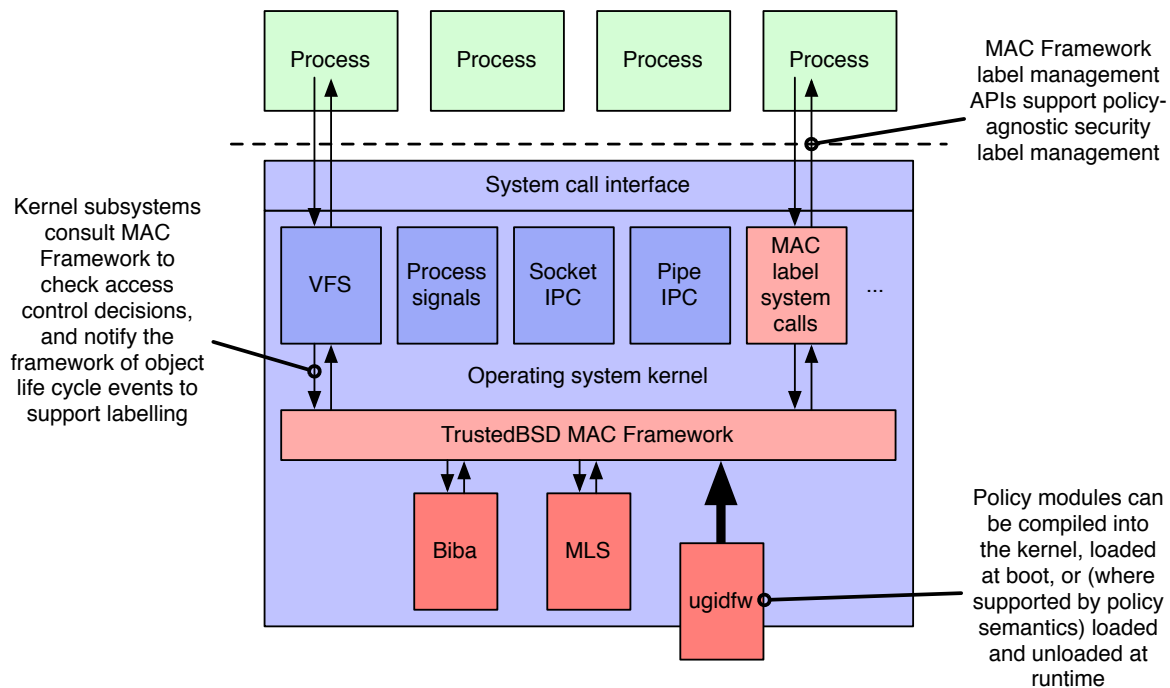 Process
Process
Process
Process
MAC Framework
label management
APIs support policy-
agnostic security
label management
System call interface
Kernel subsystems
consult MAC
Framework to
check access
control decisions,
and notify the
framework of object
life cycle events to
support labelling
VFS
Process
signals
Socket
IPC
Pipe
IPC
MAC
label
system
calls
...
Operating system kernel
TrustedBSD MAC Framework
Biba
MLS
ugidfw
Policy modules can
be compiled into
the kernel, loaded
at boot, or (where
supported by policy
semantics) loaded
and unloaded at
runtime